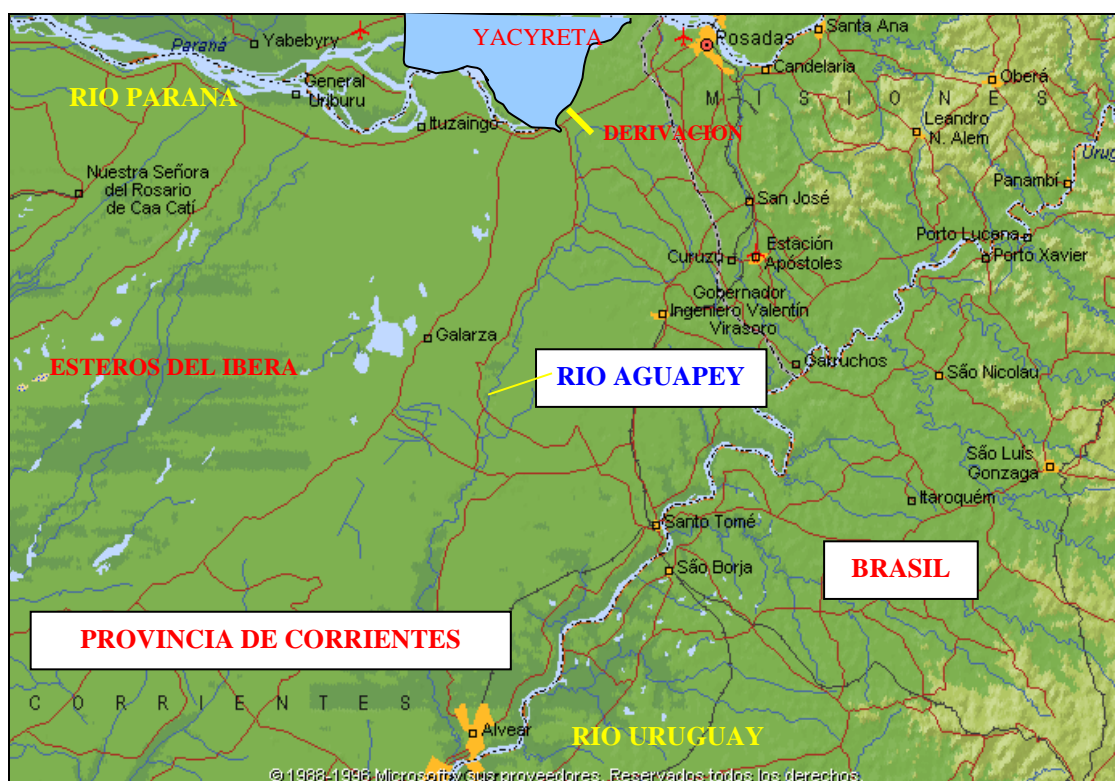 Paraná
Yabebyry
YACYRETA
Posadas
Santa Ana
Candelaria
Oberá
General
Uriburu
RIO PARANA
M I S I O N E S
Ituzaingo
DERIVACION
Leandro
N. Alem
Nuestra Señora
del Rosario
de Caa Catí
Panambí
San José
Porto Lucena
Porto Xavier
Curuzú
Estación
Apóstoles
Gobernador
Ingeniero Valentín
Virasoro
Galarza
Garruchos
ESTEROS DEL IBERA
RIO AGUAPEY
São Nicolau
São Luís
Gonzaga
Itaroquém
Santo Tomé
São Borja
BRASIL
PROVINCIA DE CORRIENTES
C O R R I E N T E S
Alvear
RIO URUGUAY
© 1988-1996 Microsoft y sus proveedores. Reservados todos los derechos.